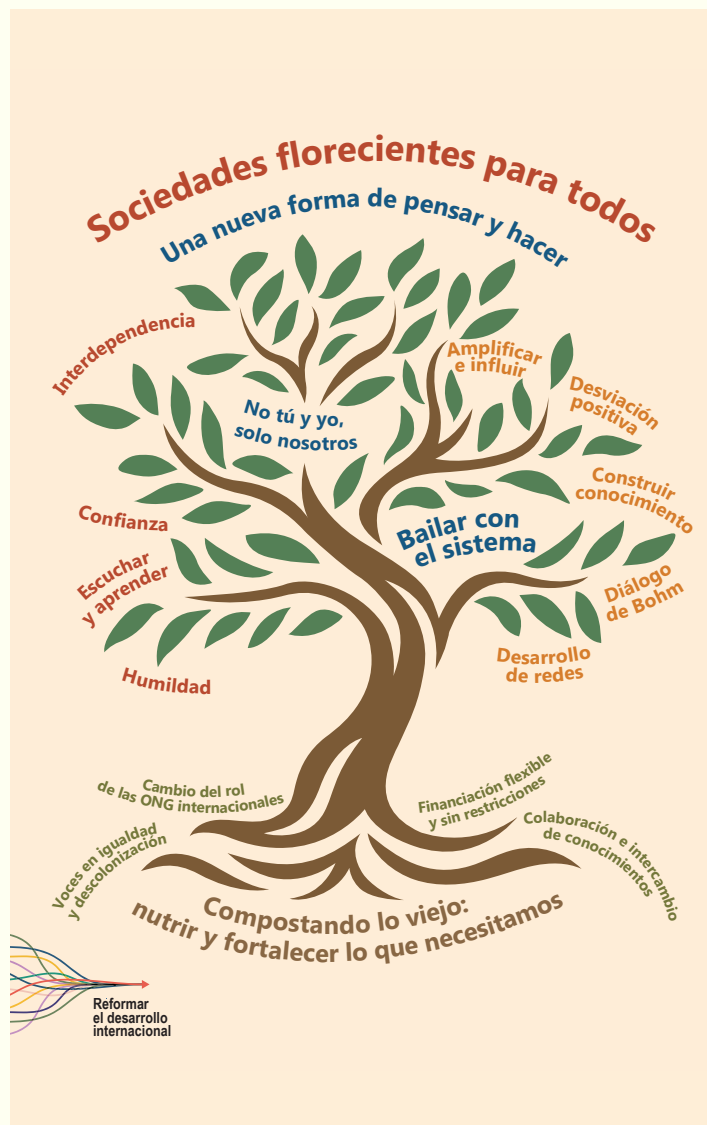 Sociedades florecientes para todos
Una nueva forma de pensar y hacer
Interdependencia
Amplificar
e influir
Desviación
positiva
No tú y yo,
solo nosotros
Construir
conocimiento
Confianza
Bailar con
el sistema
Escuchar
y aprender
Diálogo
de Bohm
Humildad
Desarrollo
de redes
Cambio del rol
de las ONG internacionales
Financiación flexible
y sin restricciones
Voces en igualdad
y descolonización
Colaboración e intercambio
de conocimientos
Compostando lo viejo:
nutrir y fortalecer lo que necesitamos
Reformar
el desarrollo
internacional